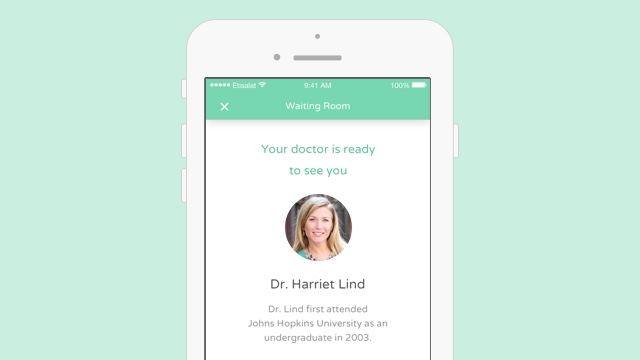 Etisalat 9:41 AM 100%
Waiting Room
Your doctor is ready
to see you
Dr. Harriet Lind
Dr. Lind first attended
Johns Hopkins University as an
undergraduate in 2003.